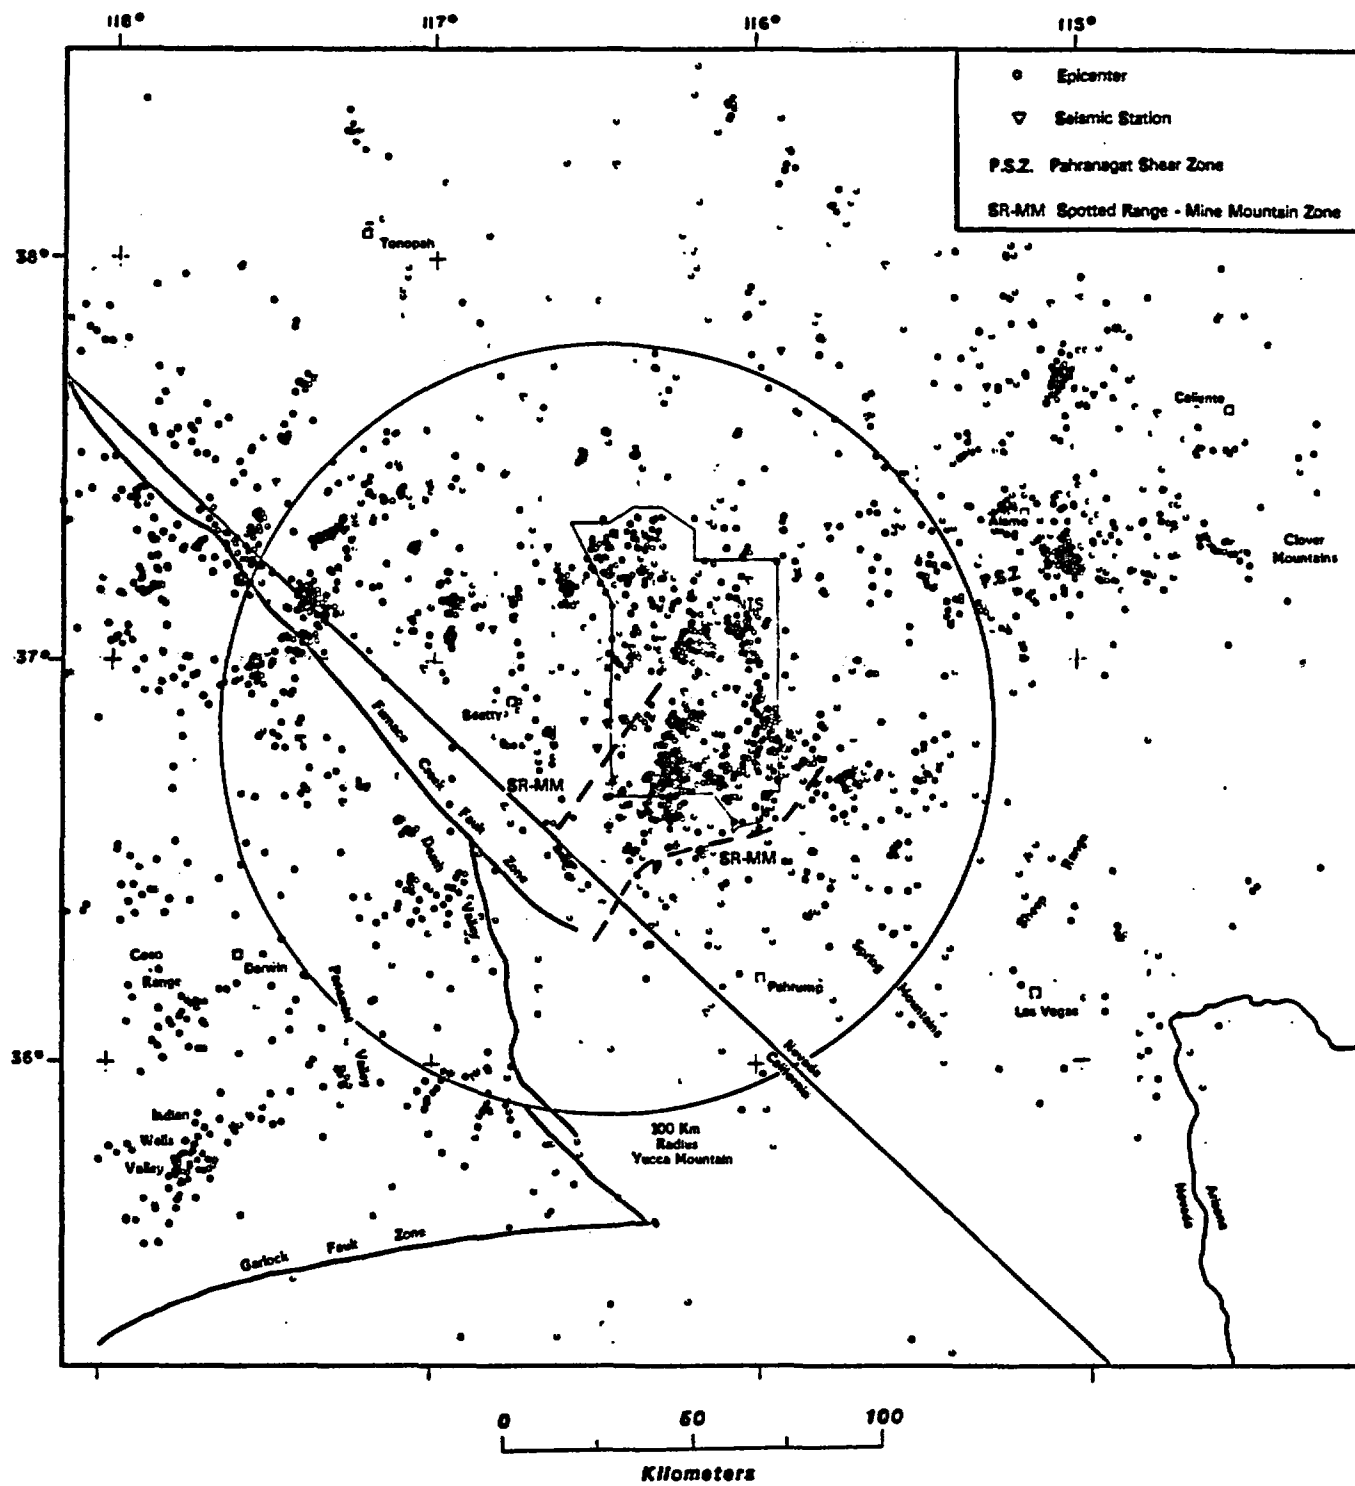 118°
117°
116°
115°
Epicenter
Seismic Station
P.S.Z. Pahranagat Shear Zone
SR-MM Spotted Range - Mine Mountain Zone
38°
Tonopah
Caliente
Alamo
Clover
Mountains
P.S.Z.
TS
37°
Beatty
Furnace Creek Fault Zone
SR-MM
SR-MM
Death Valley
Sheep Range
Coso
Range
Darwin
Panamint Valley
Spring Mountains
Pahrump
Las Vegas
36°
Nevada
California
Indian
Wells
Valley
100 Km
Radius
Yucca Mountain
Nevada
Arizona
Garlock Fault Zone
0 50 100
Kilometers